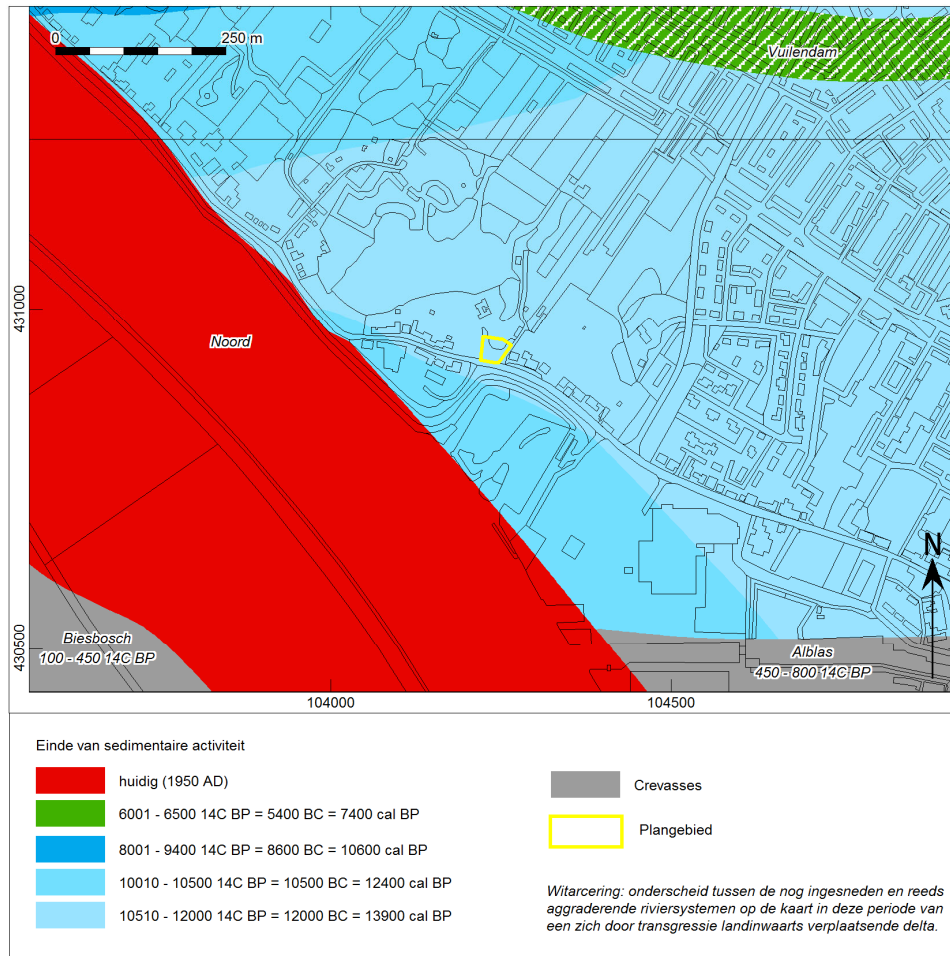 0 250 m
Vuilendam
431000
Noord
N
Biesbosch
100 - 450 14C BP
430500
Alblas
450 - 800 14C BP
104000 104500
Einde van sedimentaire activiteit
huidig (1950 AD)
6001 - 6500 14C BP = 5400 BC = 7400 cal BP
8001 - 9400 14C BP = 8600 BC = 10600 cal BP
10010 - 10500 14C BP = 10500 BC = 12400 cal BP
10510 - 12000 14C BP = 12000 BC = 13900 cal BP
Crevasses
Plangebied
Witarcering: onderscheid tussen de nog ingesneden en reeds
aggraderende riviersystemen op de kaart in deze periode van
een zich door transgressie landinwaarts verplaatsende delta.